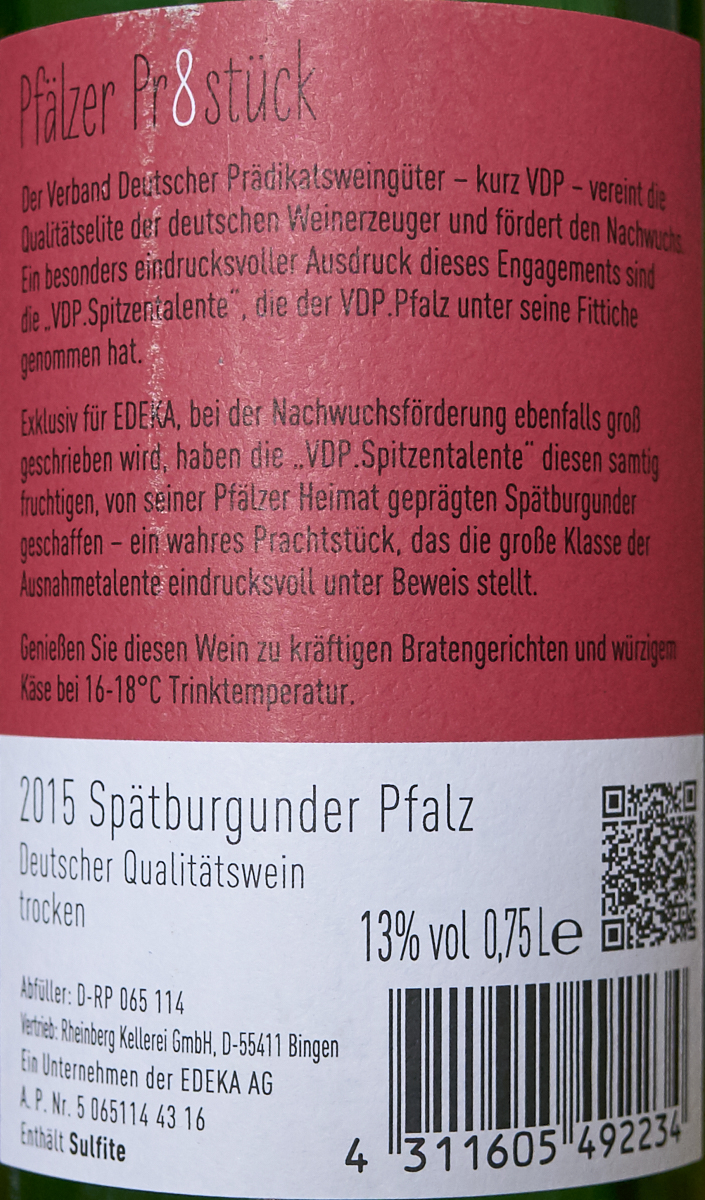 Pfälzer Pr8stück
Der Verband Deutscher Prädikatsweingüter – kurz VDP – vereint die
Qualitätselite der deutschen Weinerzeuger und fördert den Nachwuchs.
Ein besonders eindrucksvoller Ausdruck dieses Engagements sind
die „VDP.Spitzentalente“, die der VDP.Pfalz unter seine Fittiche
genommen hat.
Exklusiv für EDEKA, bei der Nachwuchsförderung ebenfalls groß
geschrieben wird, haben die „VDP.Spitzentalente“ diesen samtig
fruchtigen, von seiner Pfälzer Heimat geprägten Spätburgunder
geschaffen – ein wahres Prachtstück, das die große Klasse der
Ausnahmetalente eindrucksvoll unter Beweis stellt.
Genießen Sie diesen Wein zu kräftigen Bratengerichten und würzigem
Käse bei 16-18°C Trinktemperatur.
2015 Spätburgunder Pfalz
Deutscher Qualitätswein
trocken
13% vol 0,75 L e
Abfüller: D-RP 065 114
Vertrieb: Rheinberg Kellerei GmbH, D-55411 Bingen
Ein Unternehmen der EDEKA AG
A. P. Nr. 5 065114 43 16
Enthält Sulfite
4 311605 492234